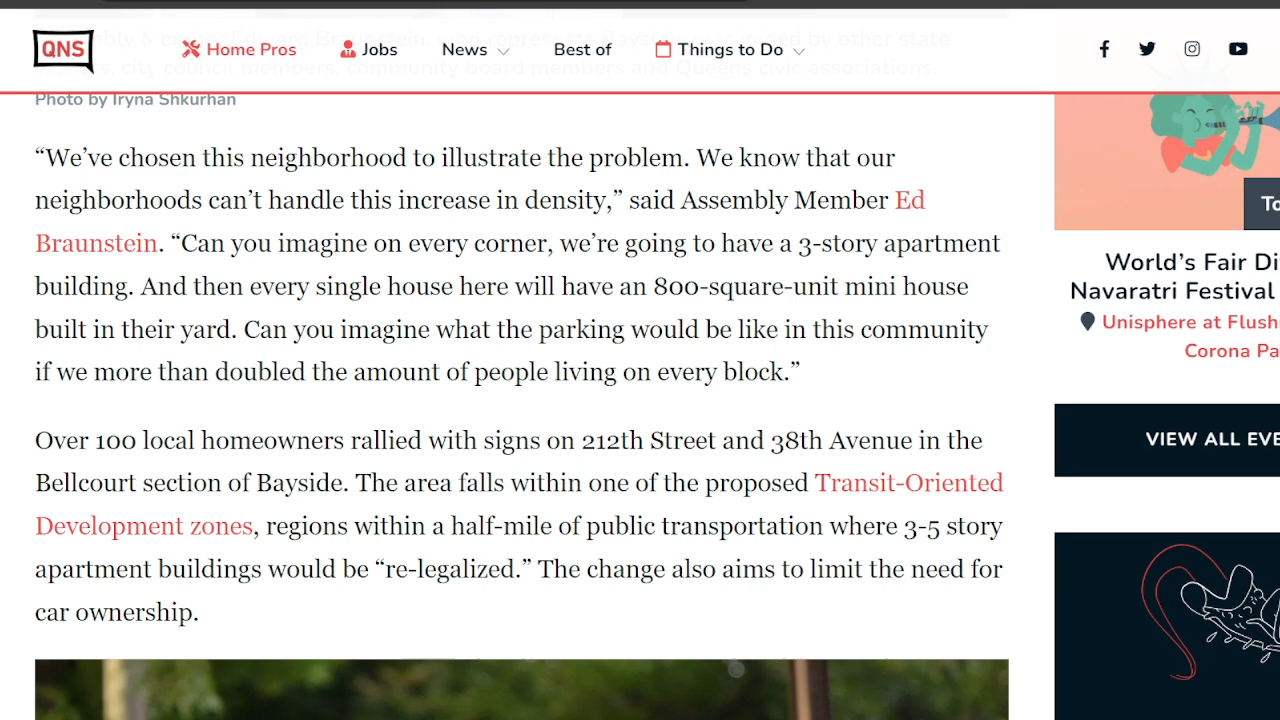 QNS
Home Pros
Jobs
News
Best of
Things to Do
Photo by Iryna Shkurhan
“We’ve chosen this neighborhood to illustrate the problem. We know that our
neighborhoods can’t handle this increase in density,” said Assembly Member Ed
Braunstein. “Can you imagine on every corner, we’re going to have a 3-story apartment
building. And then every single house here will have an 800-square-unit mini house
built in their yard. Can you imagine what the parking would be like in this community
if we more than doubled the amount of people living on every block.”
Over 100 local homeowners rallied with signs on 212th Street and 38th Avenue in the
Bellcourt section of Bayside. The area falls within one of the proposed Transit-Oriented
Development zones, regions within a half-mile of public transportation where 3-5 story
apartment buildings would be “re-legalized.” The change also aims to limit the need for
car ownership.
World’s Fair Di
Navaratri Festival
Unisphere at Flushi
Corona Pa
VIEW ALL EVE